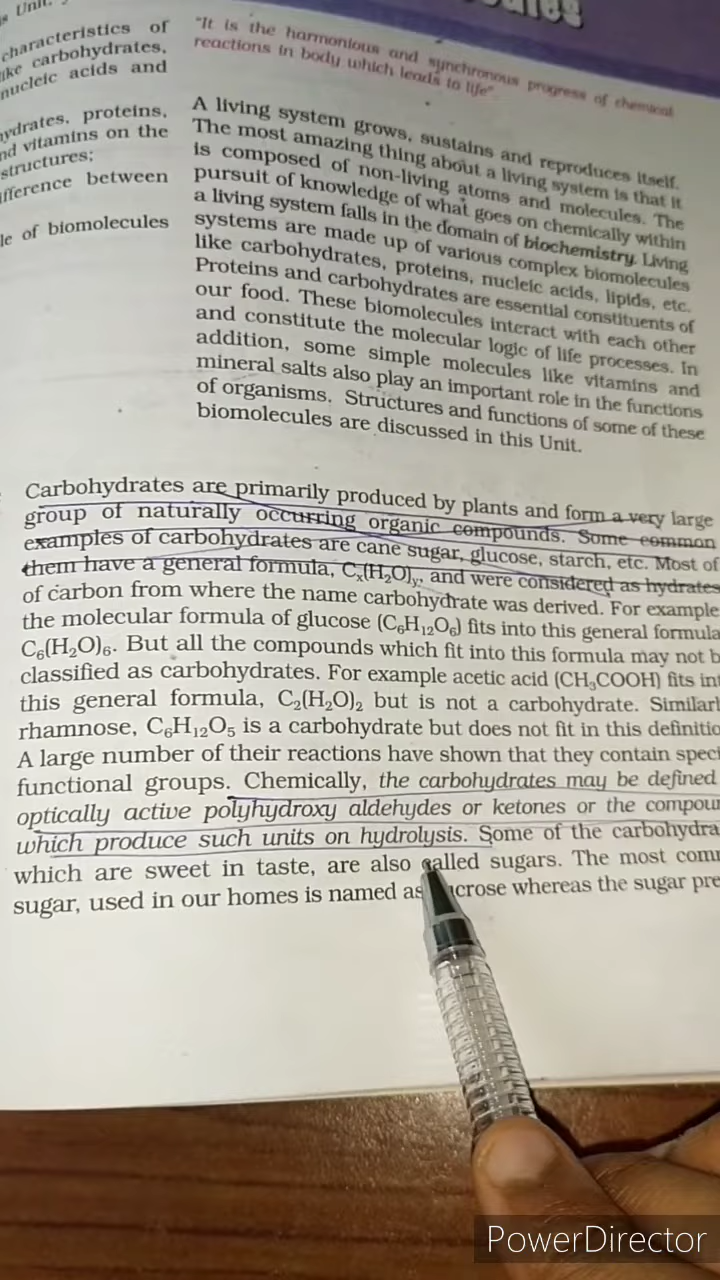 s Unit.
characteristics of
ike carbohydrates,
nucleic acids and
ydrates, proteins,
nd vitamins on the
structures;
ifference between
le of biomolecules
"It is the harmonious and synchronous progress of chemical
reactions in body which leads to life".
A living system grows, sustains and reproduces itself.
The most amazing thing about a living system is that it
is composed of non-living atoms and molecules. The
pursuit of knowledge of what goes on chemically within
a living system falls in the domain of biochemistry. Living
systems are made up of various complex biomolecules
like carbohydrates, proteins, nucleic acids, lipids, etc.
Proteins and carbohydrates are essential constituents of
our food. These biomolecules interact with each other
and constitute the molecular logic of life processes. In
addition, some simple molecules like vitamins and
mineral salts also play an important role in the functions
of organisms. Structures and functions of some of these
biomolecules are discussed in this Unit.
Carbohydrates are primarily produced by plants and form a very large
group of naturally occurring organic compounds. Some common
examples of carbohydrates are cane sugar, glucose, starch, etc. Most of
them have a general formula, Cₓ(H₂O)ᵧ, and were considered as hydrates
of carbon from where the name carbohydrate was derived. For example
the molecular formula of glucose (C₆H₁₂O₆) fits into this general formula
C₆(H₂O)₆. But all the compounds which fit into this formula may not b
classified as carbohydrates. For example acetic acid (CH₃COOH) fits int
this general formula, C₂(H₂O)₂ but is not a carbohydrate. Similarl
rhamnose, C₆H₁₂O₅ is a carbohydrate but does not fit in this definitio
A large number of their reactions have shown that they contain speci
functional groups. Chemically, the carbohydrates may be defined
optically active polyhydroxy aldehydes or ketones or the compour
which produce such units on hydrolysis. Some of the carbohydra
which are sweet in taste, are also called sugars. The most comm
sugar, used in our homes is named as ucrose whereas the sugar pre
PowerDirector